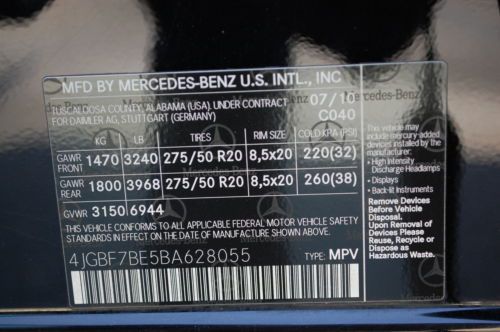 MFD BY MERCEDES-BENZ U.S. INTL., INC
TUSCALOOSA COUNTY, ALABAMA (USA), UNDER CONTRACT
FOR DAIMLER AG, STUTTGART (GERMANY)
07/10
C040
KG LB TIRES RIM SIZE COLD KPA (PSI)
GAWR FRONT 1470 3240 275/50 R20 8,5x20 220(32)
GAWR REAR 1800 3968 275/50 R20 8,5x20 260(38)
GVWR 3150 6944
THIS VEHICLE CONFORMS TO ALL APPLICABLE FEDERAL MOTOR VEHICLE
SAFETY STANDARDS IN EFFECT ON THE DATE OF MANUFACTURE SHOWN ABOVE.
4JGBF7BE5BA628055 TYPE: MPV
This vehicle may
include mercury added
devices installed by
the manufacturer:
• High Intensity
Discharge Headlamps
• Displays
• Back-lit Instruments
Remove Devices
Before Vehicle
Disposal.
Upon Removal of
Devices Please
Reuse, Recycle or
Dispose as
Hazardous Waste.